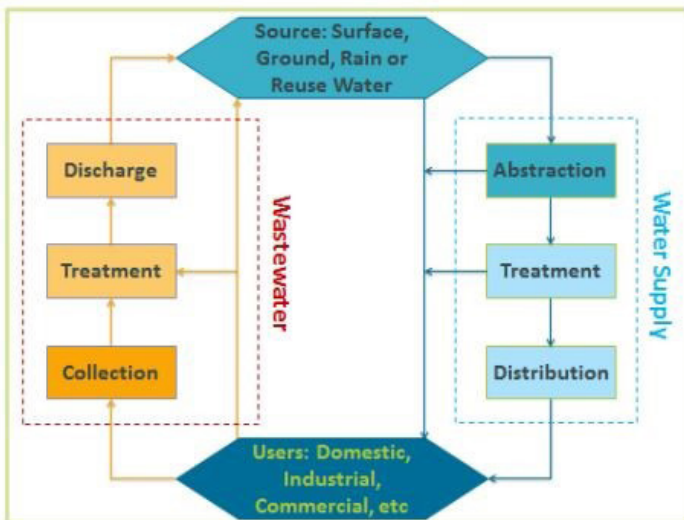 Source: Surface,
Ground, Rain or
Reuse Water
Discharge
Treatment
Collection
Wastewater
Abstraction
Treatment
Distribution
Water Supply
Users: Domestic,
Industrial,
Commercial, etc